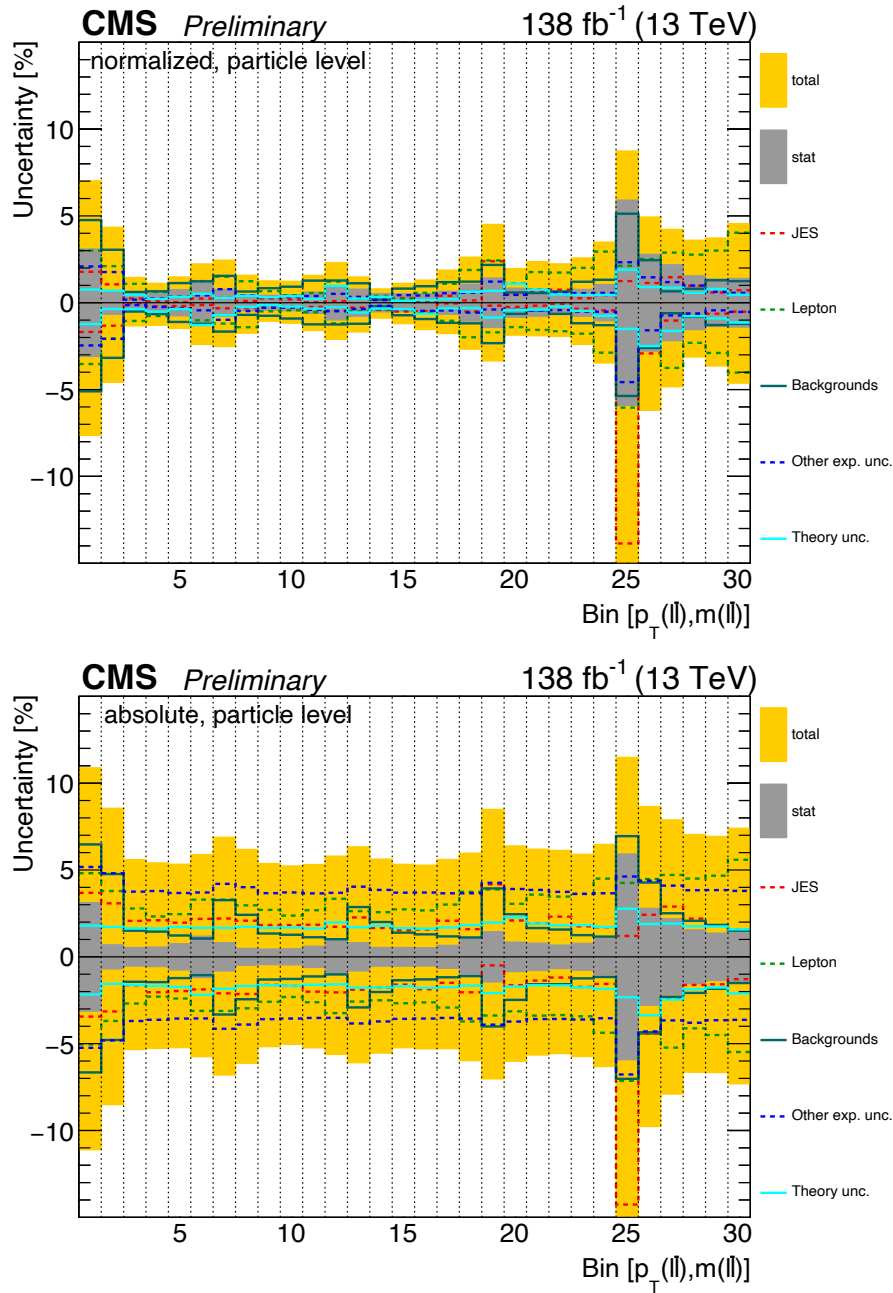 CMS Preliminary 138 fb⁻¹ (13 TeV)
normalized, particle level
Uncertainty [%]
10
5
0
−5
−10
5 10 15 20 25 30
Bin [p_T(ll̄),m(ll̄)]
total
stat
JES
Lepton
Backgrounds
Other exp. unc.
Theory unc.
CMS Preliminary 138 fb⁻¹ (13 TeV)
absolute, particle level
Uncertainty [%]
10
5
0
−5
−10
5 10 15 20 25 30
Bin [p_T(ll̄),m(ll̄)]
total
stat
JES
Lepton
Backgrounds
Other exp. unc.
Theory unc.